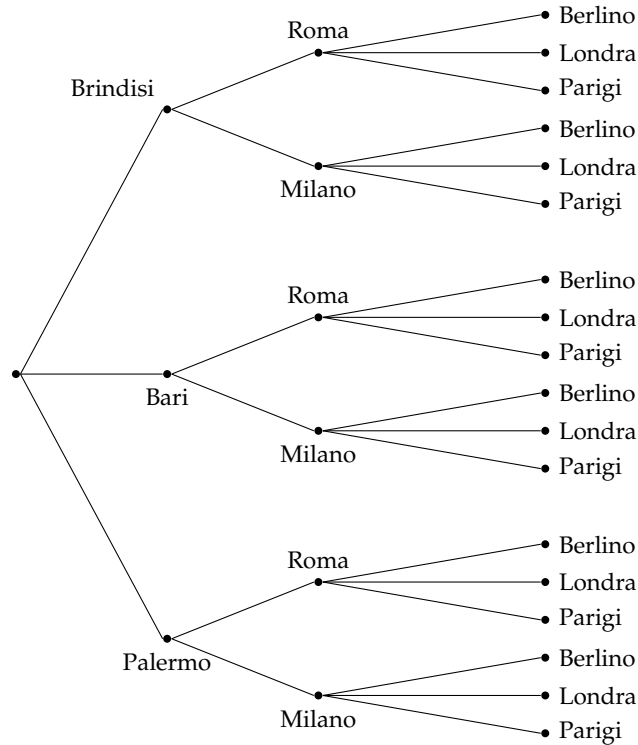 Berlino
Roma
Londra
Parigi
Brindisi
Berlino
Londra
Milano
Parigi
Berlino
Roma
Londra
Parigi
Bari
Berlino
Londra
Milano
Parigi
Berlino
Roma
Londra
Parigi
Palermo
Berlino
Londra
Milano
Parigi